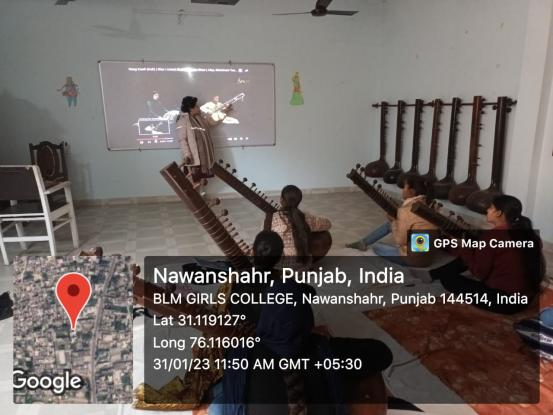 GPS Map Camera
Nawanshahr, Punjab, India
BLM GIRLS COLLEGE, Nawanshahr, Punjab 144514, India
Lat 31.119127°
Long 76.116016°
31/01/23 11:50 AM GMT +05:30
Google